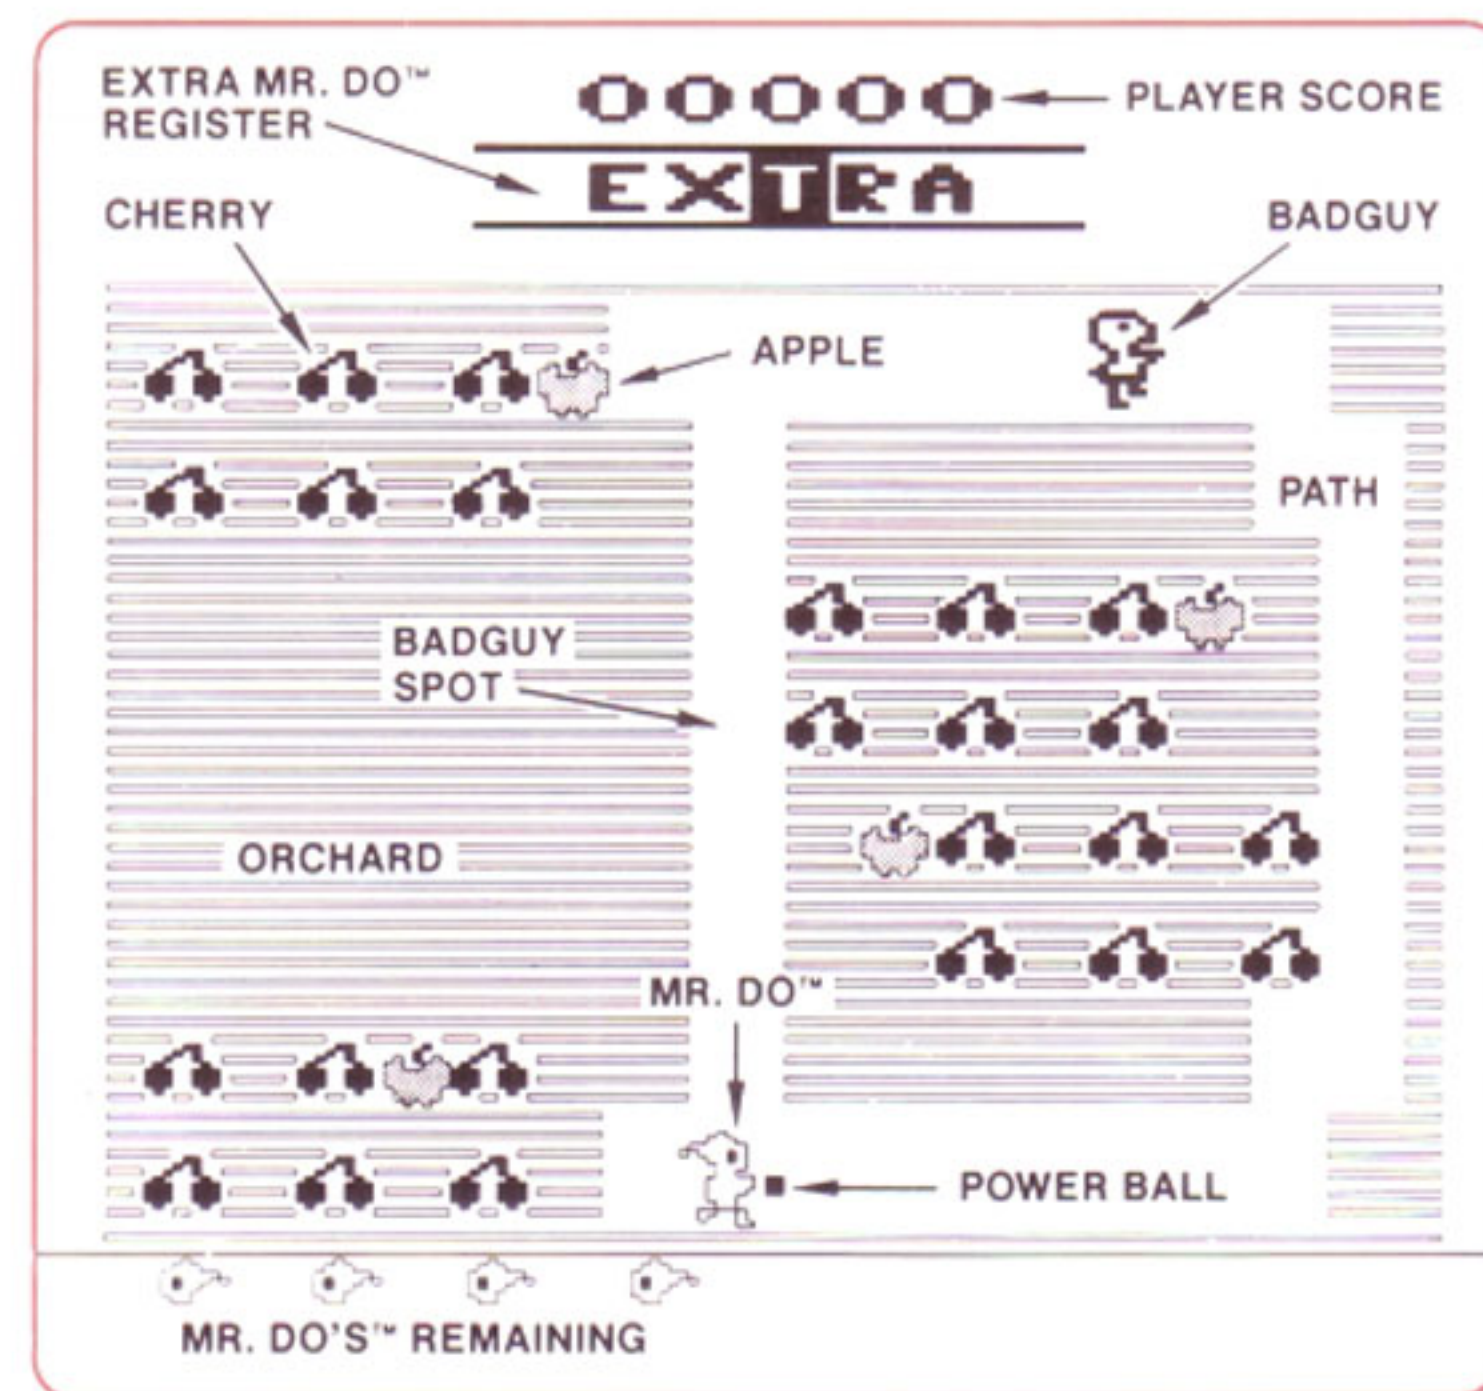 EXTRA MR. DO™
REGISTER
PLAYER SCORE
EXTRA
CHERRY
BADGUY
APPLE
PATH
BADGUY
SPOT
ORCHARD
MR. DO™
POWER BALL
MR. DO'S™ REMAINING